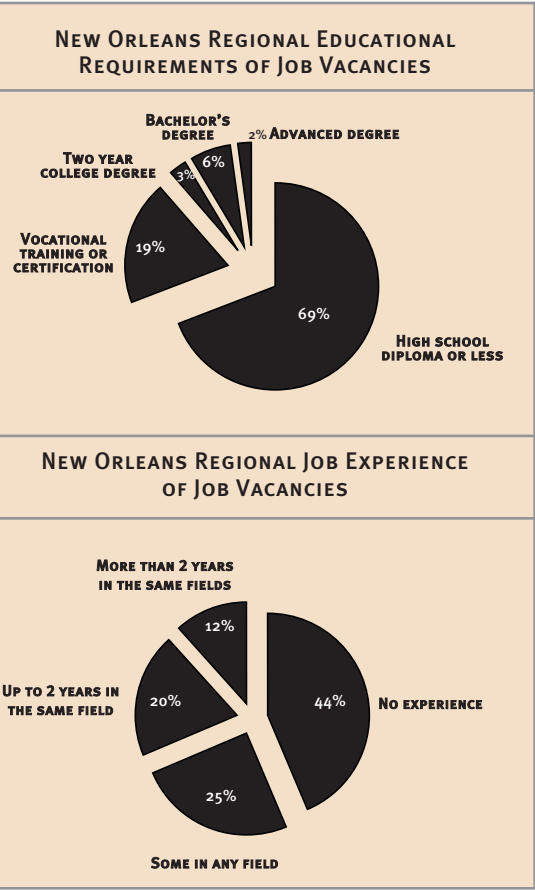 New Orleans Regional Educational
Requirements of Job Vacancies
Bachelor's
degree
2% Advanced degree
Two year
college degree
3%
6%
Vocational
training or
certification
19%
69%
High school
diploma or less
New Orleans Regional Job Experience
of Job Vacancies
More than 2 years
in the same fields
12%
Up to 2 years in
the same field
20%
44%
No experience
25%
Some in any field